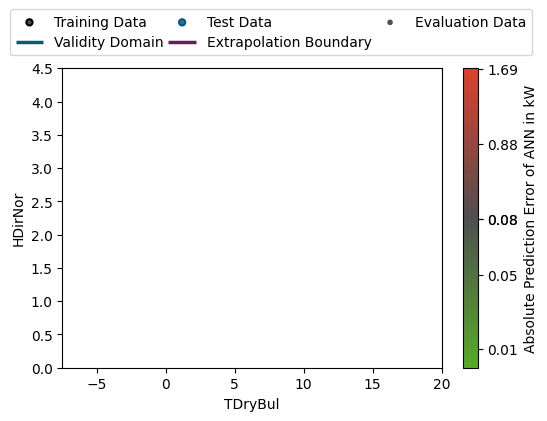 Training Data
Test Data
Evaluation Data
Validity Domain
Extrapolation Boundary
4.5
4.0
3.5
3.0
2.5
2.0
1.5
1.0
0.5
0.0
HDirNor
−5
0
5
10
15
20
TDryBul
1.69
0.88
0.08
0.05
0.01
Absolute Prediction Error of ANN in kW